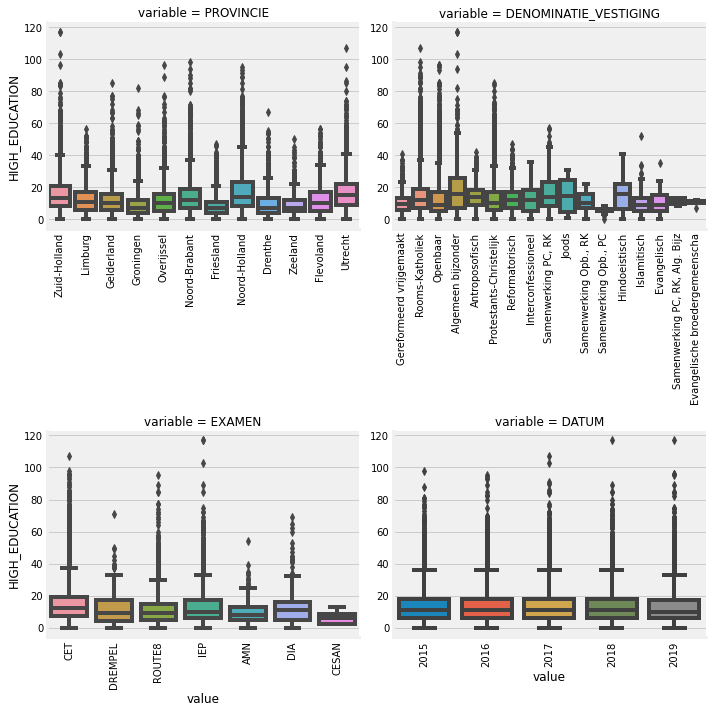 variable = PROVINCIE
variable = DENOMINATIE_VESTIGING
HIGH_EDUCATION
120
100
80
60
40
20
0
120
100
80
60
40
20
0
Zuid-Holland
Limburg
Gelderland
Groningen
Overijssel
Noord-Brabant
Friesland
Noord-Holland
Drenthe
Zeeland
Flevoland
Utrecht
Gereformeerd vrijgemaakt
Rooms-Katholiek
Openbaar
Algemeen bijzonder
Antroposofisch
Protestants-Christelijk
Reformatorisch
Interconfessioneel
Samenwerking PC, RK
Joods
Samenwerking Opb., RK
Samenwerking Opb., PC
Hindoeïstisch
Islamitisch
Evangelisch
Samenwerking PC, RK, Alg. Bijz
Evangelische broedergemeenscha
variable = EXAMEN
variable = DATUM
HIGH_EDUCATION
120
100
80
60
40
20
0
120
100
80
60
40
20
0
CET
DREMPEL
ROUTE8
IEP
AMN
DIA
CESAN
value
2015
2016
2017
2018
2019
value